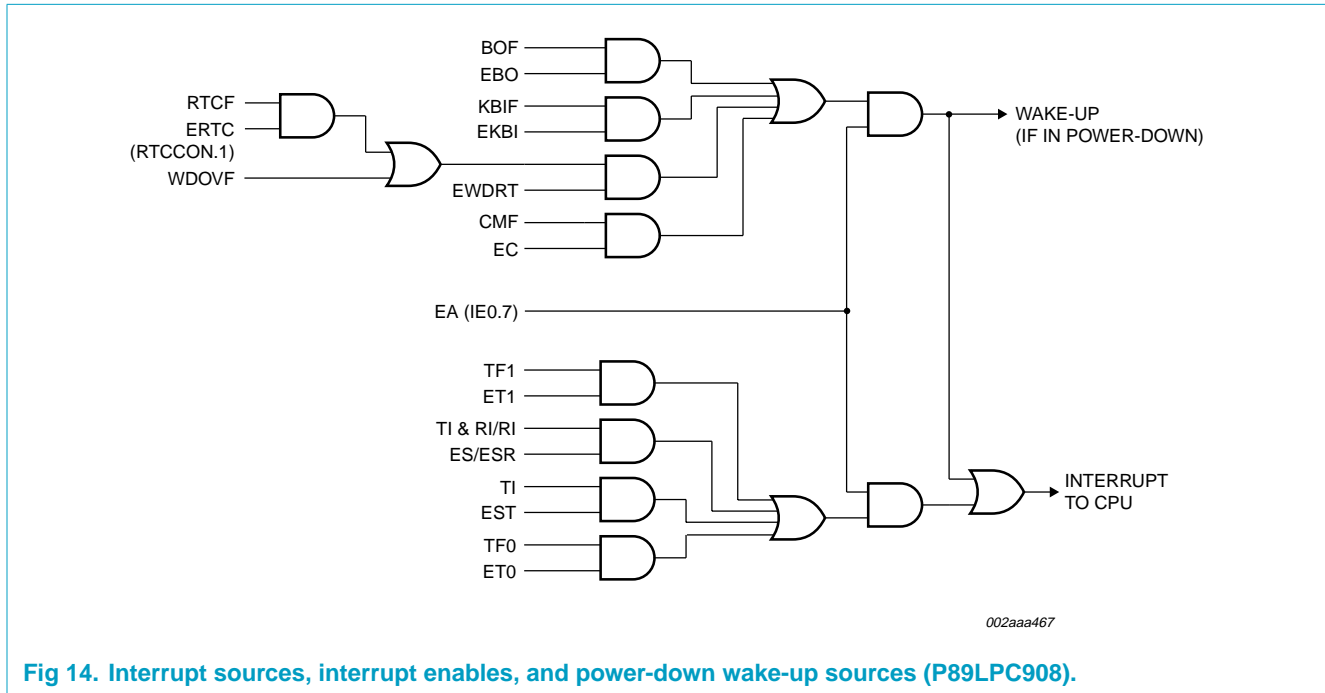 BOF
EBO
RTCF
ERTC
(RTCCON.1)
WDOVF
KBIF
EKBI
EWDRT
CMF
EC
WAKE-UP
(IF IN POWER-DOWN)
EA (IE0.7)
TF1
ET1
TI & RI/RI
ES/ESR
TI
EST
TF0
ET0
INTERRUPT
TO CPU
002aaa467
Fig 14. Interrupt sources, interrupt enables, and power-down wake-up sources (P89LPC908).